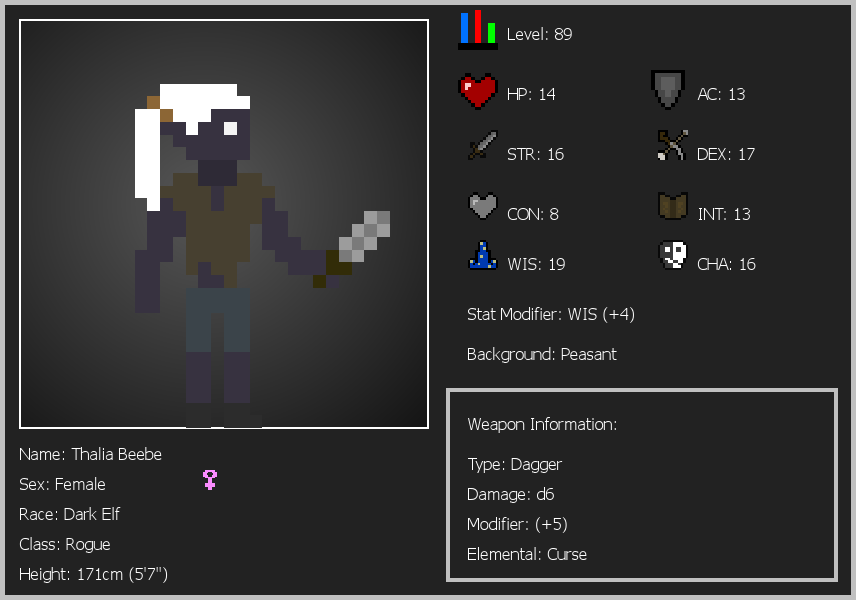 Level: 89
HP: 14
AC: 13
STR: 16
DEX: 17
CON: 8
INT: 13
WIS: 19
CHA: 16
Stat Modifier: WIS (+4)
Background: Peasant
Weapon Information:
Type: Dagger
Damage: d6
Modifier: (+5)
Elemental: Curse
Name: Thalia Beebe
Sex: Female
Race: Dark Elf
Class: Rogue
Height: 171cm (5'7")